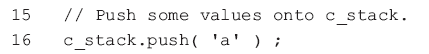 15   // Push some values onto c_stack.
16   c_stack.push( 'a' ) ;